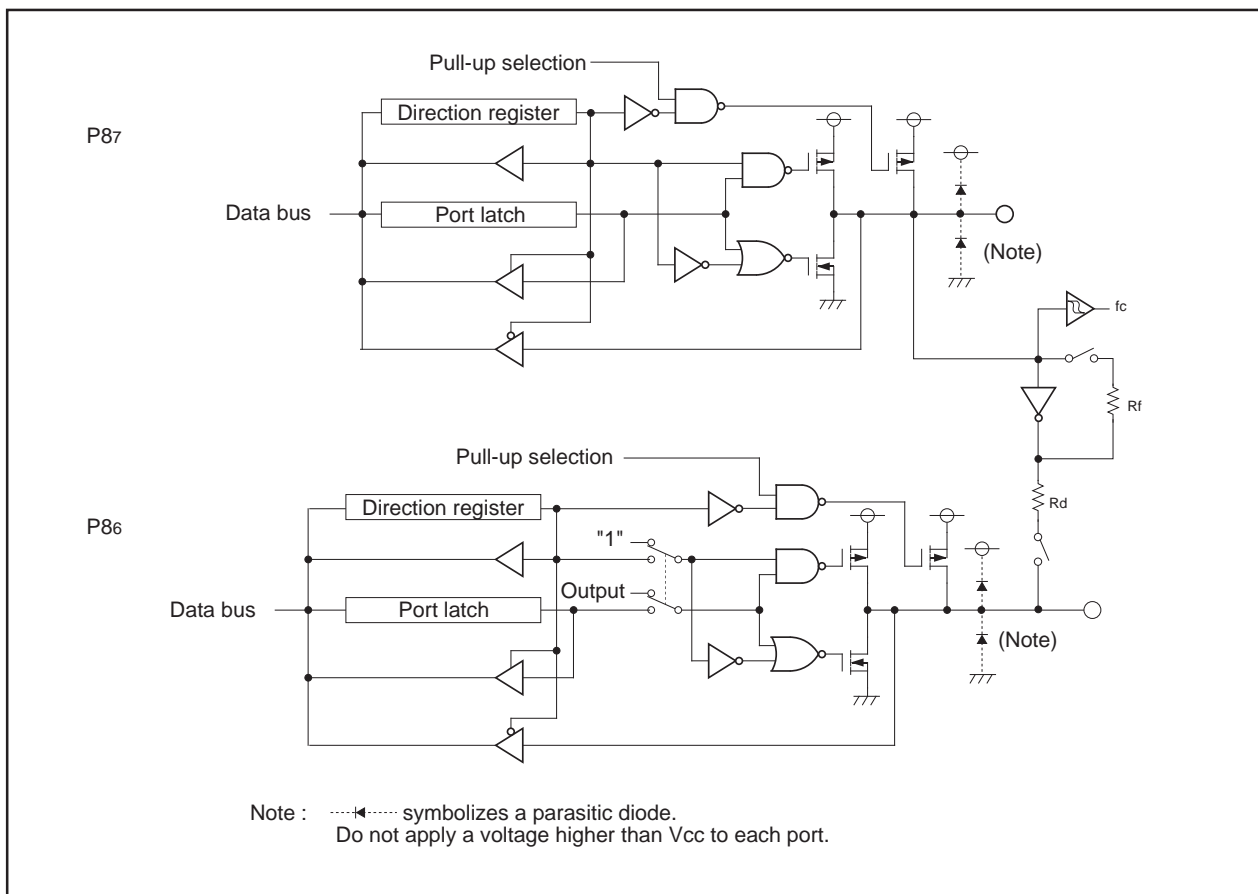 Pull-up selection
Direction register
P87
Data bus
Port latch
(Note)
fc
Rf
Pull-up selection
Direction register
Rd
P86
"1"
Output
Data bus
Port latch
(Note)
Note : symbolizes a parasitic diode.
Do not apply a voltage higher than Vcc to each port.